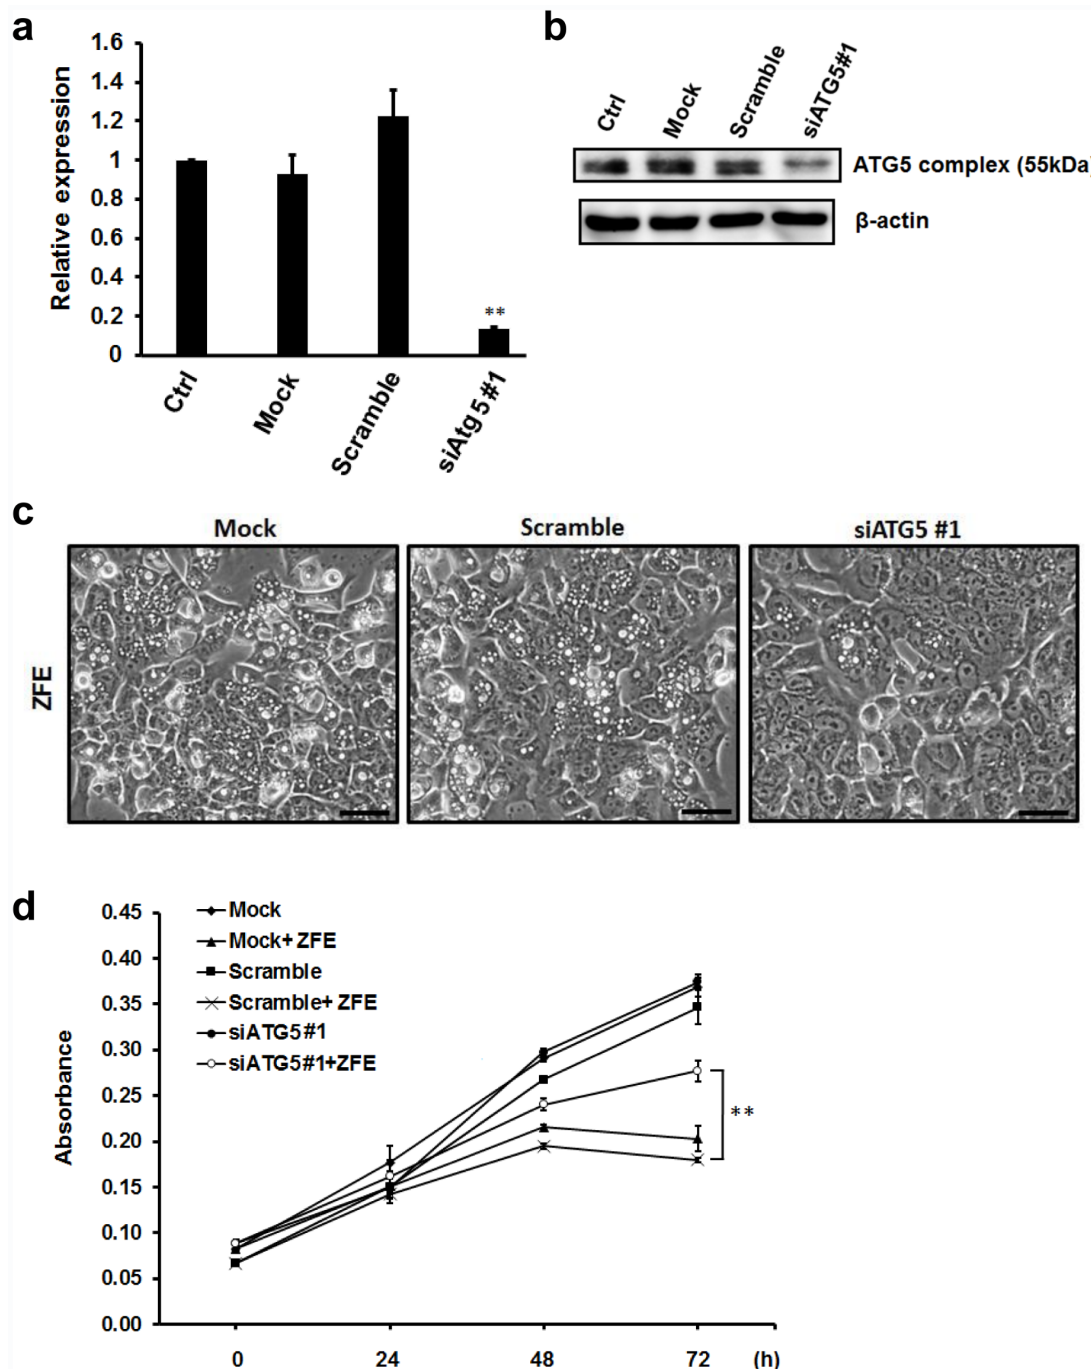 a
1.6
1.4
1.2
1
0.8
0.6
0.4
0.2
0
Relative expression
**
Ctrl
Mock
Scramble
siAtg5#1
b
Ctrl
Mock
Scramble
siATG5#1
ATG5 complex (55kDa)
β-actin
c
Mock
Scramble
siATG5 #1
ZFE
d
0.45
0.40
0.35
0.30
0.25
0.20
0.15
0.10
0.05
0.00
Absorbance
Mock
Mock+ ZFE
Scramble
Scramble+ ZFE
siATG5#1
siATG5#1+ZFE
**
0 24 48 72 (h)